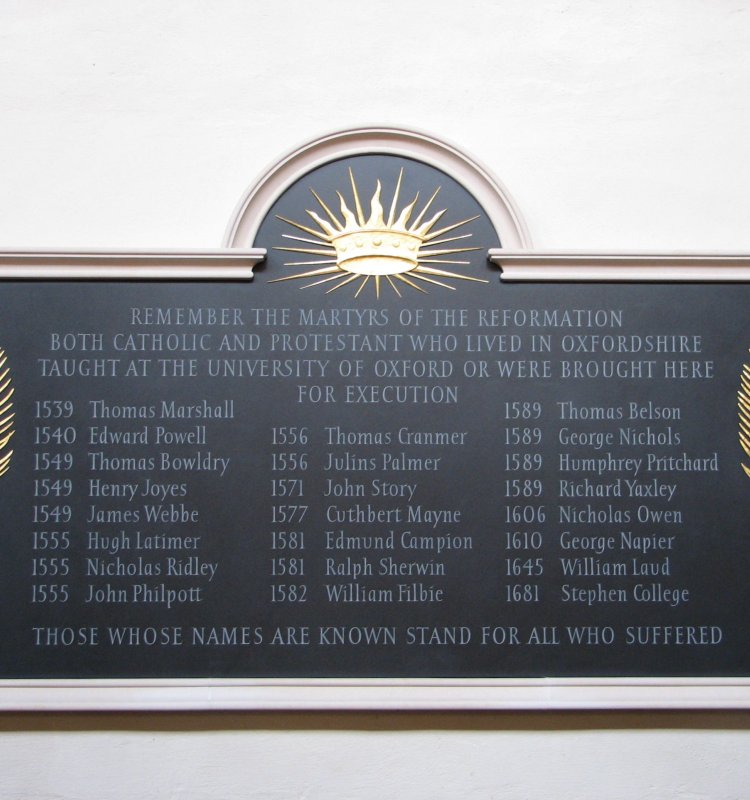 REMEMBER THE MARTYRS OF THE REFORMATION
BOTH CATHOLIC AND PROTESTANT WHO LIVED IN OXFORDSHIRE
TAUGHT AT THE UNIVERSITY OF OXFORD OR WERE BROUGHT HERE
FOR EXECUTION
1539 Thomas Marshall
1540 Edward Powell
1549 Thomas Bowldry
1549 Henry Joyes
1549 James Webbe
1555 Hugh Latimer
1555 Nicholas Ridley
1555 John Philpott
1556 Thomas Cranmer
1556 Julins Palmer
1571 John Story
1577 Cuthbert Mayne
1581 Edmund Campion
1581 Ralph Sherwin
1582 William Filbie
1589 Thomas Belson
1589 George Nichols
1589 Humphrey Pritchard
1589 Richard Yaxley
1606 Nicholas Owen
1610 George Napier
1645 William Laud
1681 Stephen College
THOSE WHOSE NAMES ARE KNOWN STAND FOR ALL WHO SUFFERED